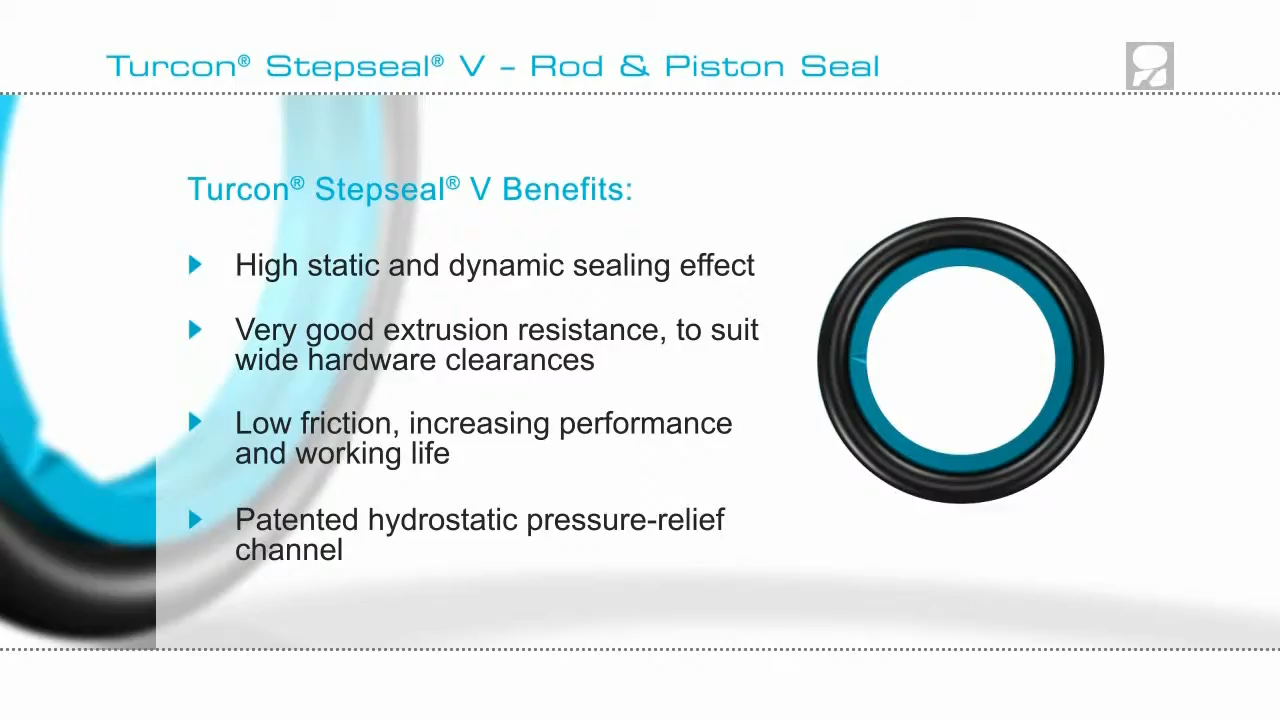 Turcon® Stepseal® V – Rod & Piston Seal
Turcon® Stepseal® V Benefits:
High static and dynamic sealing effect
Very good extrusion resistance, to suit
wide hardware clearances
Low friction, increasing performance
and working life
Patented hydrostatic pressure-relief
channel